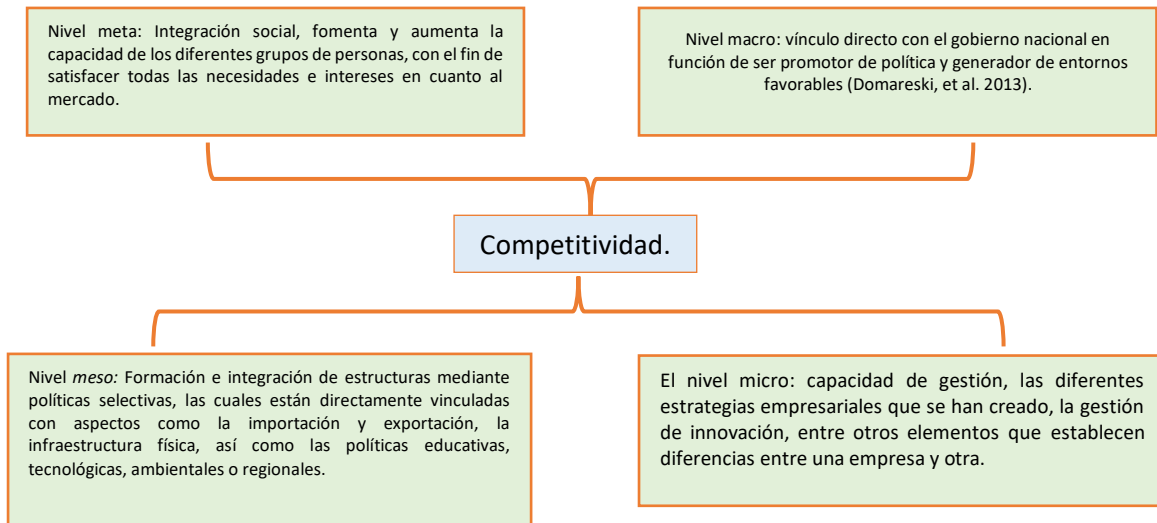 Nivel meta: Integración social, fomenta y aumenta la
capacidad de los diferentes grupos de personas, con el fin de
satisfacer todas las necesidades e intereses en cuanto al
mercado.
Nivel macro: vínculo directo con el gobierno nacional en
función de ser promotor de política y generador de entornos
favorables (Domareski, et al. 2013).
Competitividad.
Nivel meso: Formación e integración de estructuras mediante
políticas selectivas, las cuales están directamente vinculadas
con aspectos como la importación y exportación, la
infraestructura física, así como las políticas educativas,
tecnológicas, ambientales o regionales.
El nivel micro: capacidad de gestión, las diferentes
estrategias empresariales que se han creado, la gestión
de innovación, entre otros elementos que establecen
diferencias entre una empresa y otra.